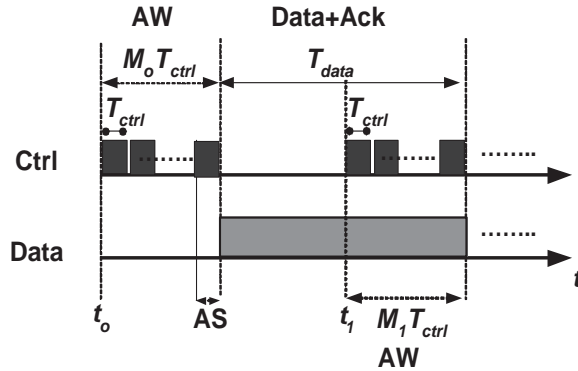 AW Data+Ack
MoTctrl Tdata
Tctrl Tctrl
Ctrl ......... ........
Data ........
t
to AS t1 M1Tctrl
AW